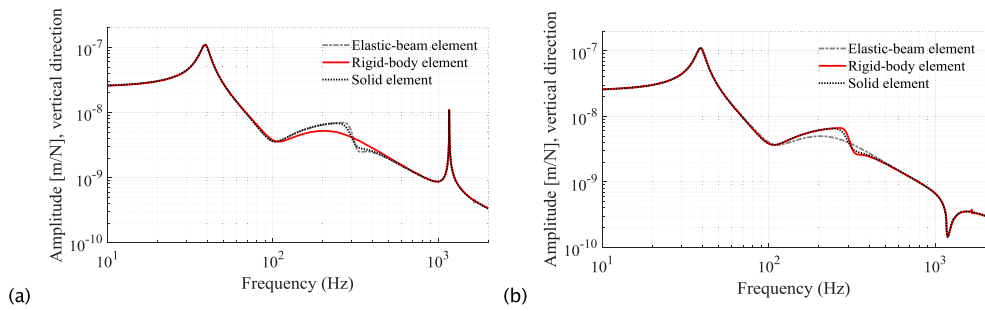 Amplitude [m/N], vertical direction
10^-7
10^-8
10^-9
10^-10
Elastic-beam element
Rigid-body element
Solid element
10^1
10^2
10^3
Frequency (Hz)
(a)
Amplitude [m/N], vertical direction
10^-7
10^-8
10^-9
10^-10
Elastic-beam element
Rigid-body element
Solid element
10^1
10^2
10^3
Frequency (Hz)
(b)